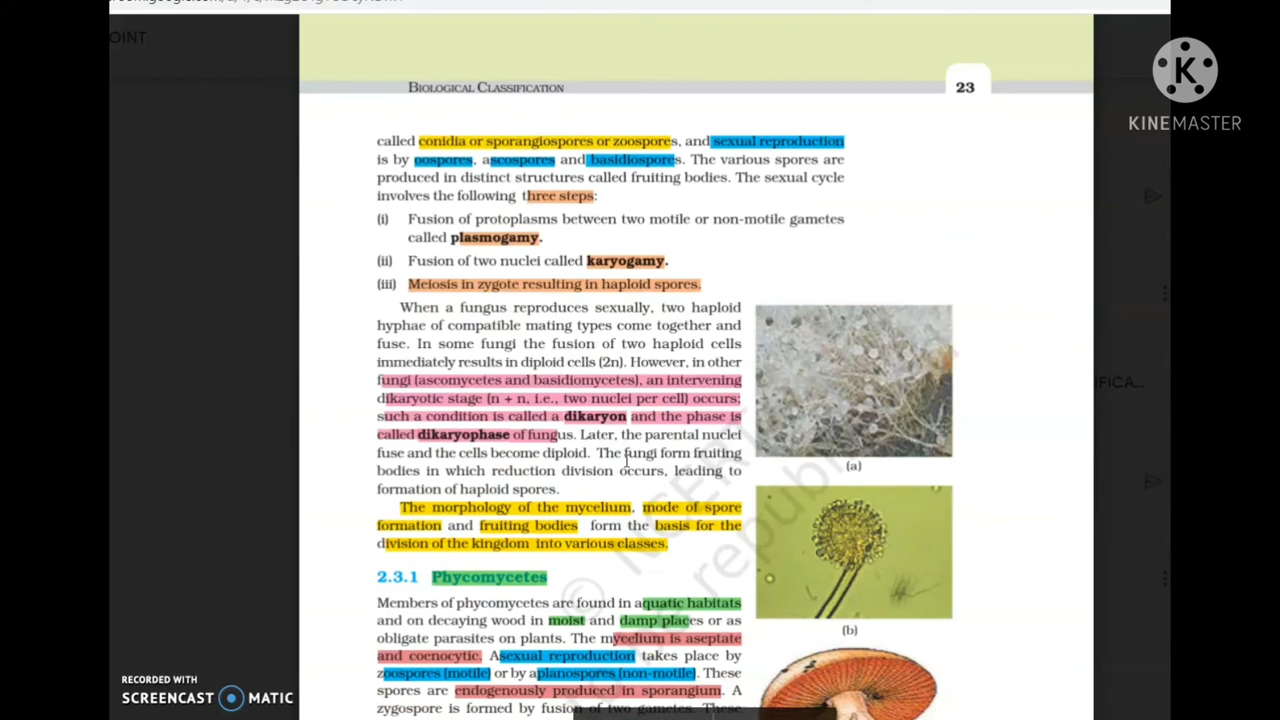 OINT
BIOLOGICAL CLASSIFICATION
23
KINEMASTER
called conidia or sporangiospores or zoospores, and sexual reproduction
is by oospores, ascospores and basidiospores. The various spores are
produced in distinct structures called fruiting bodies. The sexual cycle
involves the following three steps:
(i) Fusion of protoplasms between two motile or non-motile gametes
called plasmogamy.
(ii) Fusion of two nuclei called karyogamy.
(iii) Meiosis in zygote resulting in haploid spores.
When a fungus reproduces sexually, two haploid
hyphae of compatible mating types come together and
fuse. In some fungi the fusion of two haploid cells
immediately results in diploid cells (2n). However, in other
fungi (ascomycetes and basidiomycetes), an intervening
dikaryotic stage (n + n, i.e., two nuclei per cell) occurs;
such a condition is called a dikaryon and the phase is
called dikaryophase of fungus. Later, the parental nuclei
fuse and the cells become diploid. The fungi form fruiting
bodies in which reduction division occurs, leading to
formation of haploid spores.
The morphology of the mycelium, mode of spore
formation and fruiting bodies form the basis for the
division of the kingdom into various classes.
2.3.1 Phycomycetes
Members of phycomycetes are found in aquatic habitats
and on decaying wood in moist and damp places or as
obligate parasites on plants. The mycelium is aseptate
and coenocytic. Asexual reproduction takes place by
zoospores (motile) or by aplanospores (non-motile). These
spores are endogenously produced in sporangium. A
zygospore is formed by fusion of two gametes. These
(a)
(b)
IFICA...
© NCERT
republi
RECORDED WITH
SCREENCAST MATIC